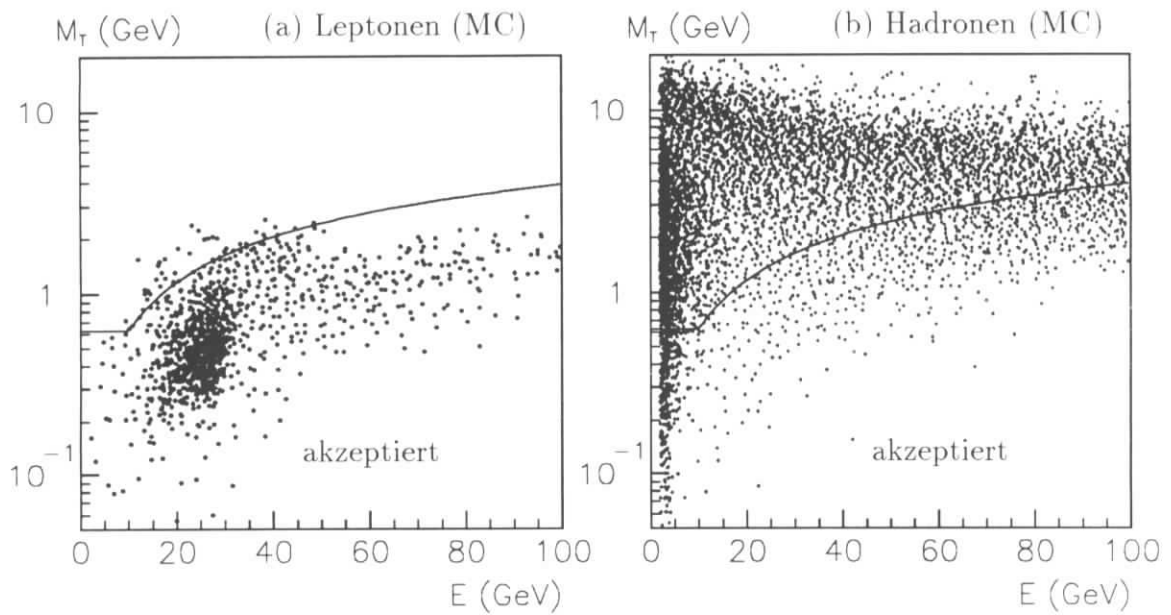 M_T (GeV) (a) Leptonen (MC)
10
1
10^-1
akzeptiert
0 20 40 60 80 100
E (GeV)
M_T (GeV) (b) Hadronen (MC)
10
1
10^-1
akzeptiert
0 20 40 60 80 100
E (GeV)